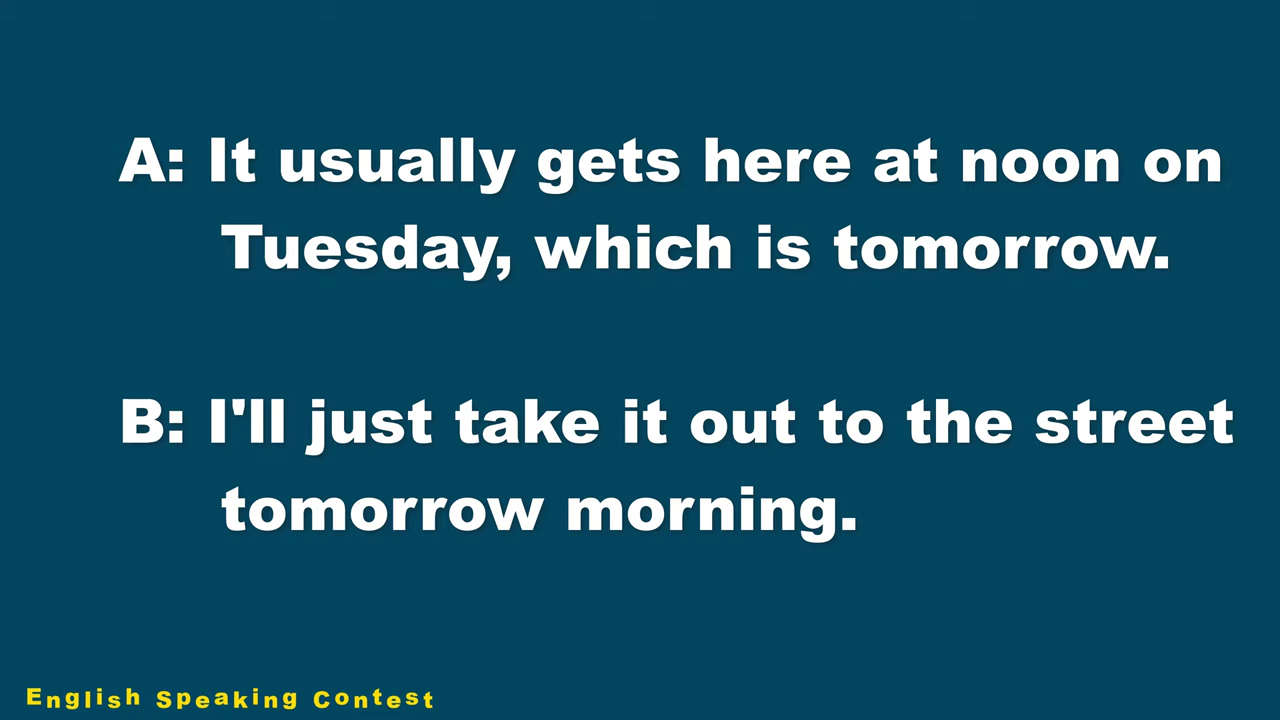 A: It usually gets here at noon on
Tuesday, which is tomorrow.
B: I'll just take it out to the street
tomorrow morning.
English Speaking Contest